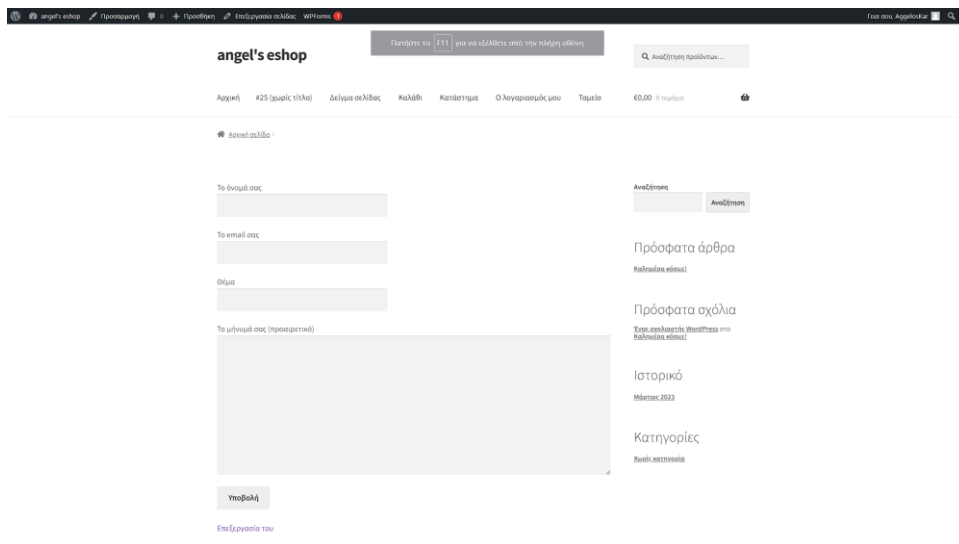 angel's eshop Προσαρμογή 0 + Προσθήκη Επεξεργασία σελίδας WPForms 1 Γεια σου, AggelosKar
Πατήστε το F11 για να εξέλθετε από την πλήρη οθόνη
angel's eshop
Αναζήτηση προϊόντων...
Αρχική #25 (χωρίς τίτλο) Δείγμα σελίδας Καλάθι Κατάστημα Ο λογαριασμός μου Ταμείο €0,00 0 τεμάχια
Αρχική σελίδα ›
Το όνομά σας
Το email σας
Θέμα
Το μήνυμά σας (προαιρετικό)
Υποβολή
Επεξεργασία του
Αναζήτηση
Αναζήτηση
Πρόσφατα άρθρα
Καλημέρα κόσμε!
Πρόσφατα σχόλια
Ένας σχολιαστής WordPress στο
Καλημέρα κόσμε!
Ιστορικό
Μάρτιος 2023
Κατηγορίες
Χωρίς κατηγορία